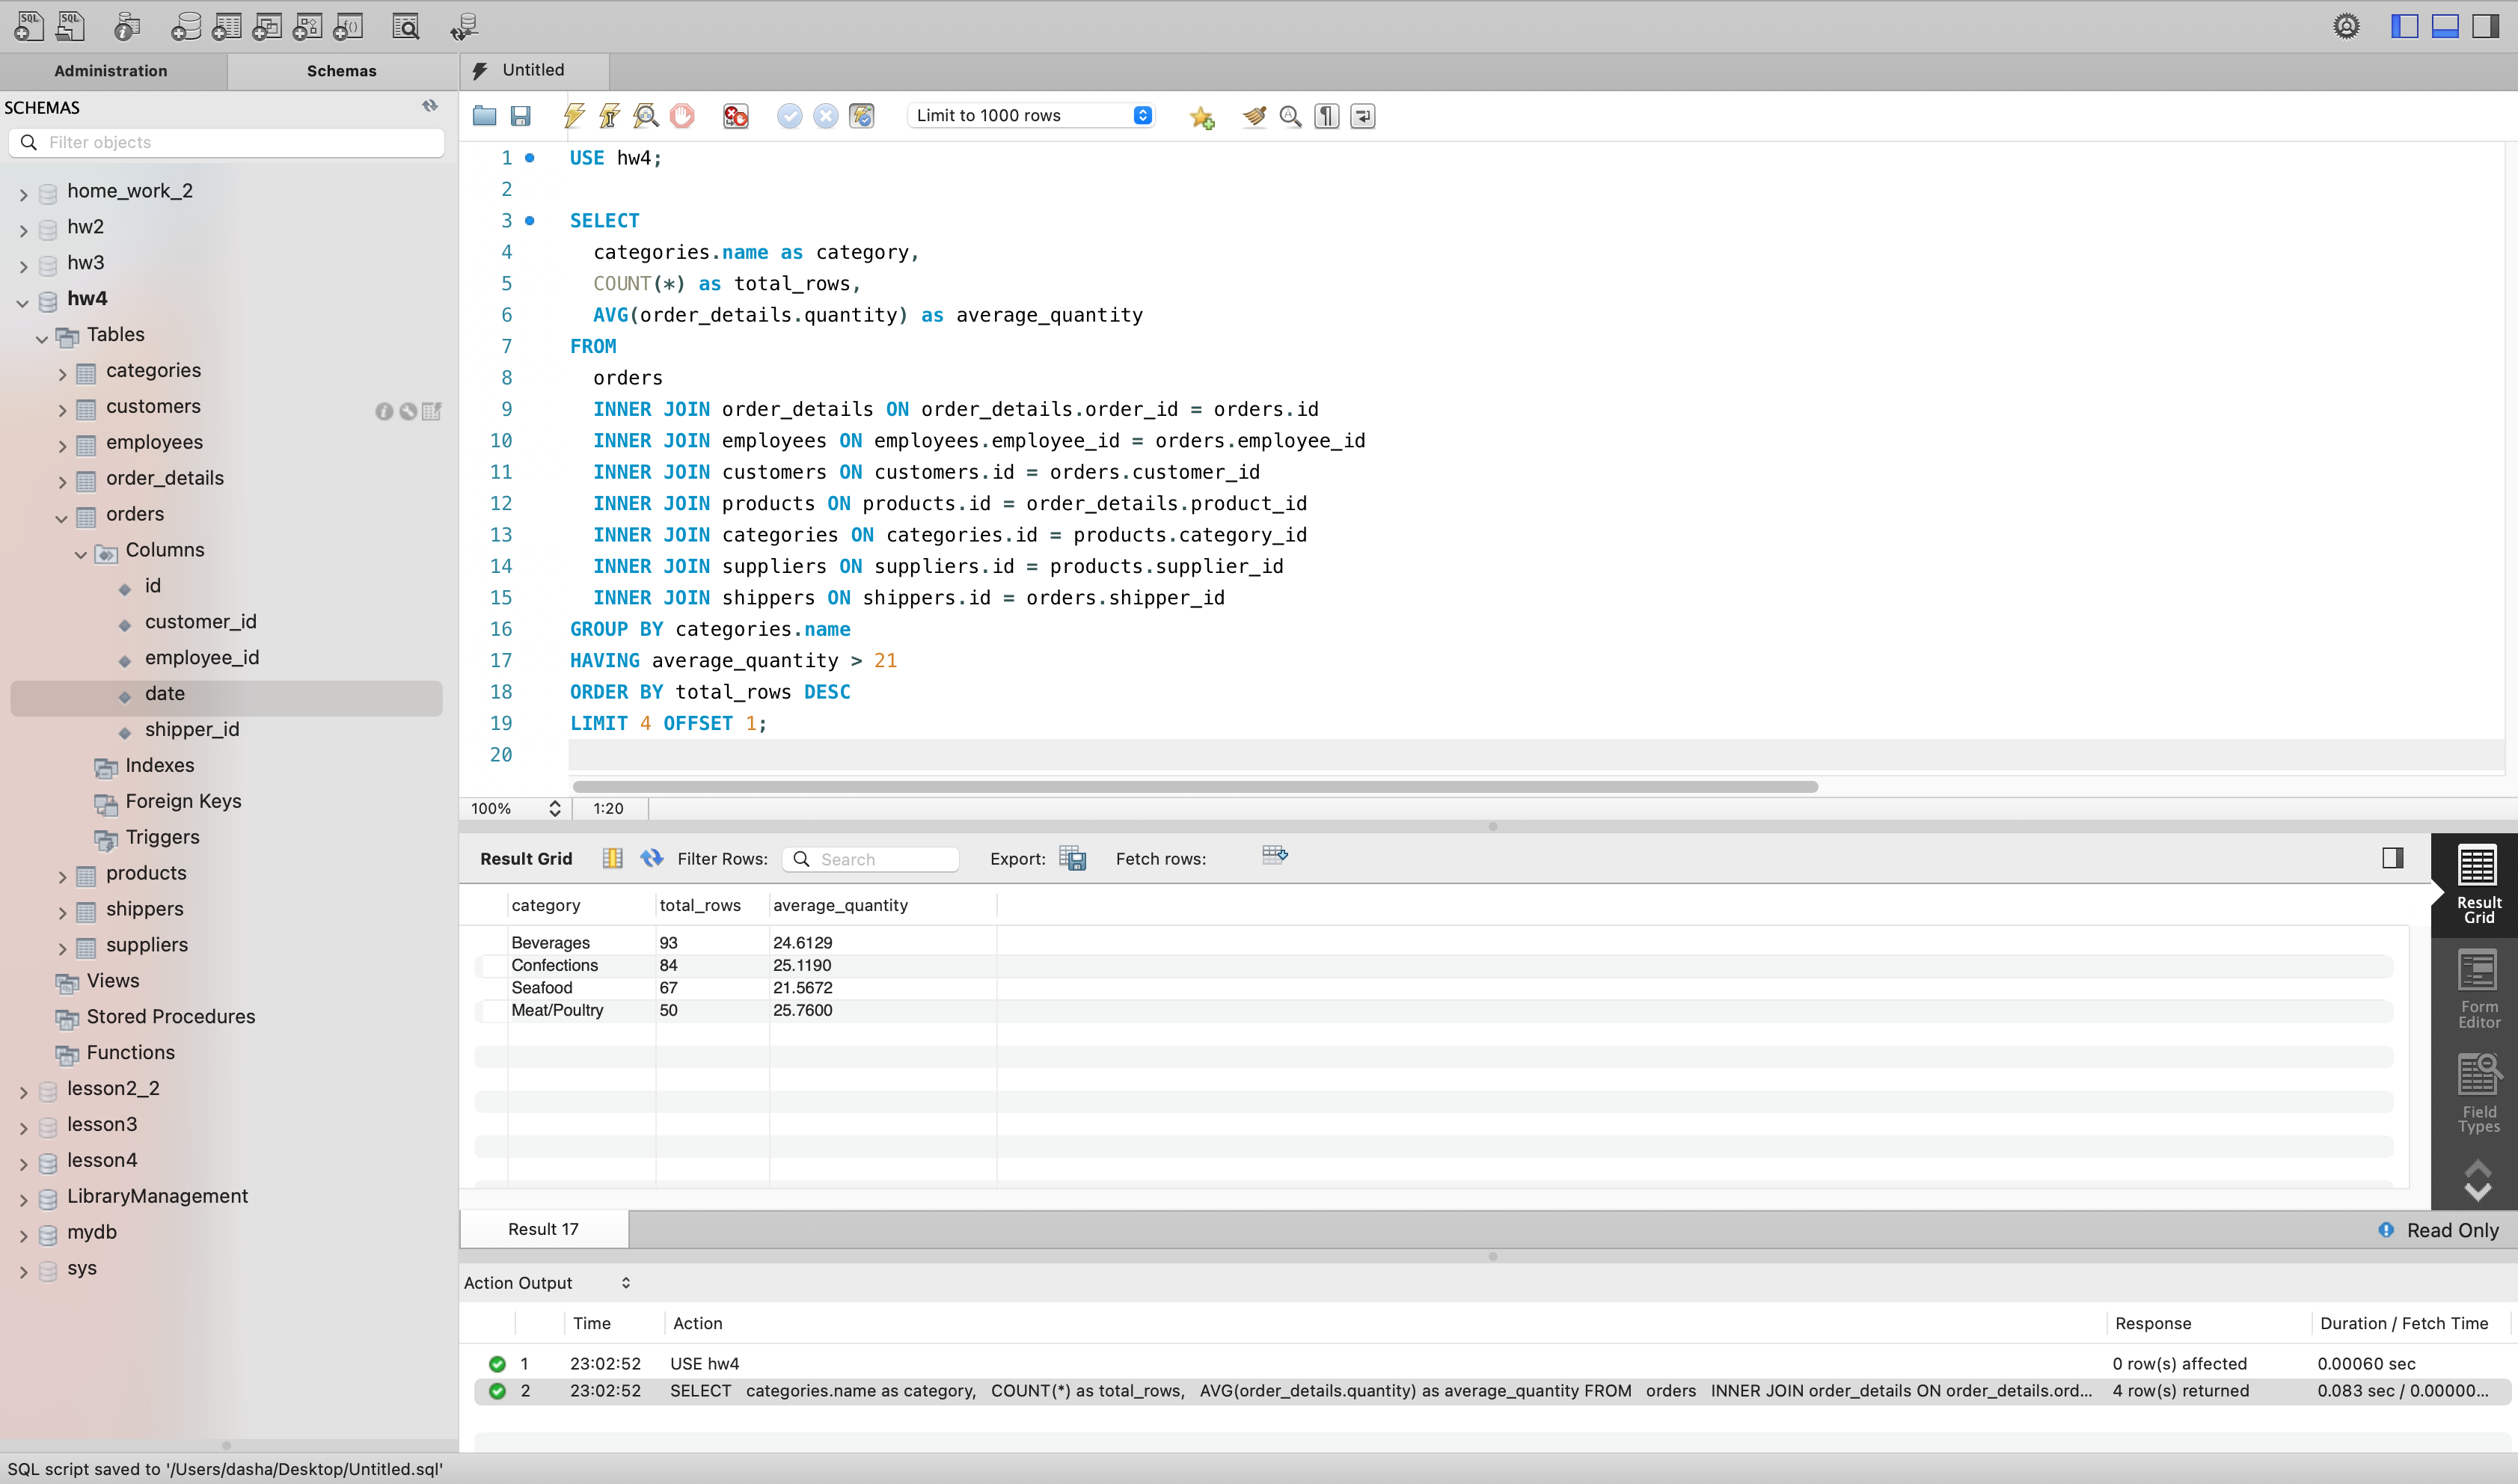 SQL SQL
Administration Schemas Untitled
SCHEMAS
Filter objects
home_work_2
hw2
hw3
hw4
Tables
categories
customers
employees
order_details
orders
Columns
id
customer_id
employee_id
date
shipper_id
Indexes
Foreign Keys
Triggers
products
shippers
suppliers
Views
Stored Procedures
Functions
lesson2_2
lesson3
lesson4
LibraryManagement
mydb
sys
Limit to 1000 rows
1 USE hw4;
2
3 SELECT
4 categories.name as category,
5 COUNT(*) as total_rows,
6 AVG(order_details.quantity) as average_quantity
7 FROM
8 orders
9 INNER JOIN order_details ON order_details.order_id = orders.id
10 INNER JOIN employees ON employees.employee_id = orders.employee_id
11 INNER JOIN customers ON customers.id = orders.customer_id
12 INNER JOIN products ON products.id = order_details.product_id
13 INNER JOIN categories ON categories.id = products.category_id
14 INNER JOIN suppliers ON suppliers.id = products.supplier_id
15 INNER JOIN shippers ON shippers.id = orders.shipper_id
16 GROUP BY categories.name
17 HAVING average_quantity > 21
18 ORDER BY total_rows DESC
19 LIMIT 4 OFFSET 1;
20
100% 1:20
Result Grid Filter Rows: Search Export: Fetch rows:
category total_rows average_quantity
Beverages 93 24.6129
Confections 84 25.1190
Seafood 67 21.5672
Meat/Poultry 50 25.7600
Result
Grid
Form
Editor
Field
Types
Result 17 Read Only
Action Output
Time Action Response Duration / Fetch Time
1 23:02:52 USE hw4 0 row(s) affected 0.00060 sec
2 23:02:52 SELECT categories.name as category, COUNT(*) as total_rows, AVG(order_details.quantity) as average_quantity FROM orders INNER JOIN order_details ON order_details.ord... 4 row(s) returned 0.083 sec / 0.00000...
SQL script saved to '/Users/dasha/Desktop/Untitled.sql'